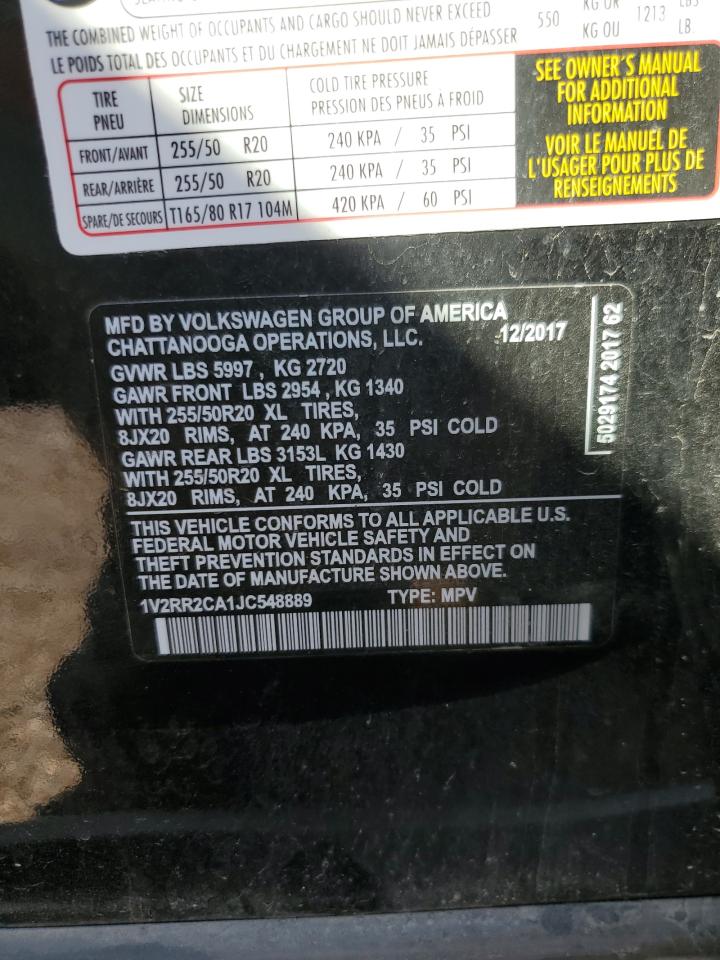 THE COMBINED WEIGHT OF OCCUPANTS AND CARGO SHOULD NEVER EXCEED 550 KG OR 1213 LBS
LE POIDS TOTAL DES OCCUPANTS ET DU CHARGEMENT NE DOIT JAMAIS DÉPASSER KG OU LB.
TIRE PNEU
SIZE DIMENSIONS
COLD TIRE PRESSURE
PRESSION DES PNEUS A FROID
FRONT/AVANT 255/50 R20 240 KPA / 35 PSI
REAR/ARRIÈRE 255/50 R20 240 KPA / 35 PSI
SPARE/DE SECOURS T165/80 R17 104M 420 KPA / 60 PSI
SEE OWNER'S MANUAL
FOR ADDITIONAL
INFORMATION
VOIR LE MANUEL DE
L'USAGER POUR PLUS DE
RENSEIGNEMENTS
MFD BY VOLKSWAGEN GROUP OF AMERICA
CHATTANOOGA OPERATIONS, LLC. 12/2017
GVWR LBS 5997 , KG 2720
GAWR FRONT LBS 2954 , KG 1340
WITH 255/50R20 XL TIRES,
8JX20 RIMS, AT 240 KPA, 35 PSI COLD
GAWR REAR LBS 3153L KG 1430
WITH 255/50R20 XL TIRES,
8JX20 RIMS, AT 240 KPA, 35 PSI COLD
5029174 2017 62
THIS VEHICLE CONFORMS TO ALL APPLICABLE U.S.
FEDERAL MOTOR VEHICLE SAFETY AND
THEFT PREVENTION STANDARDS IN EFFECT ON
THE DATE OF MANUFACTURE SHOWN ABOVE.
1V2RR2CA1JC548889 TYPE: MPV